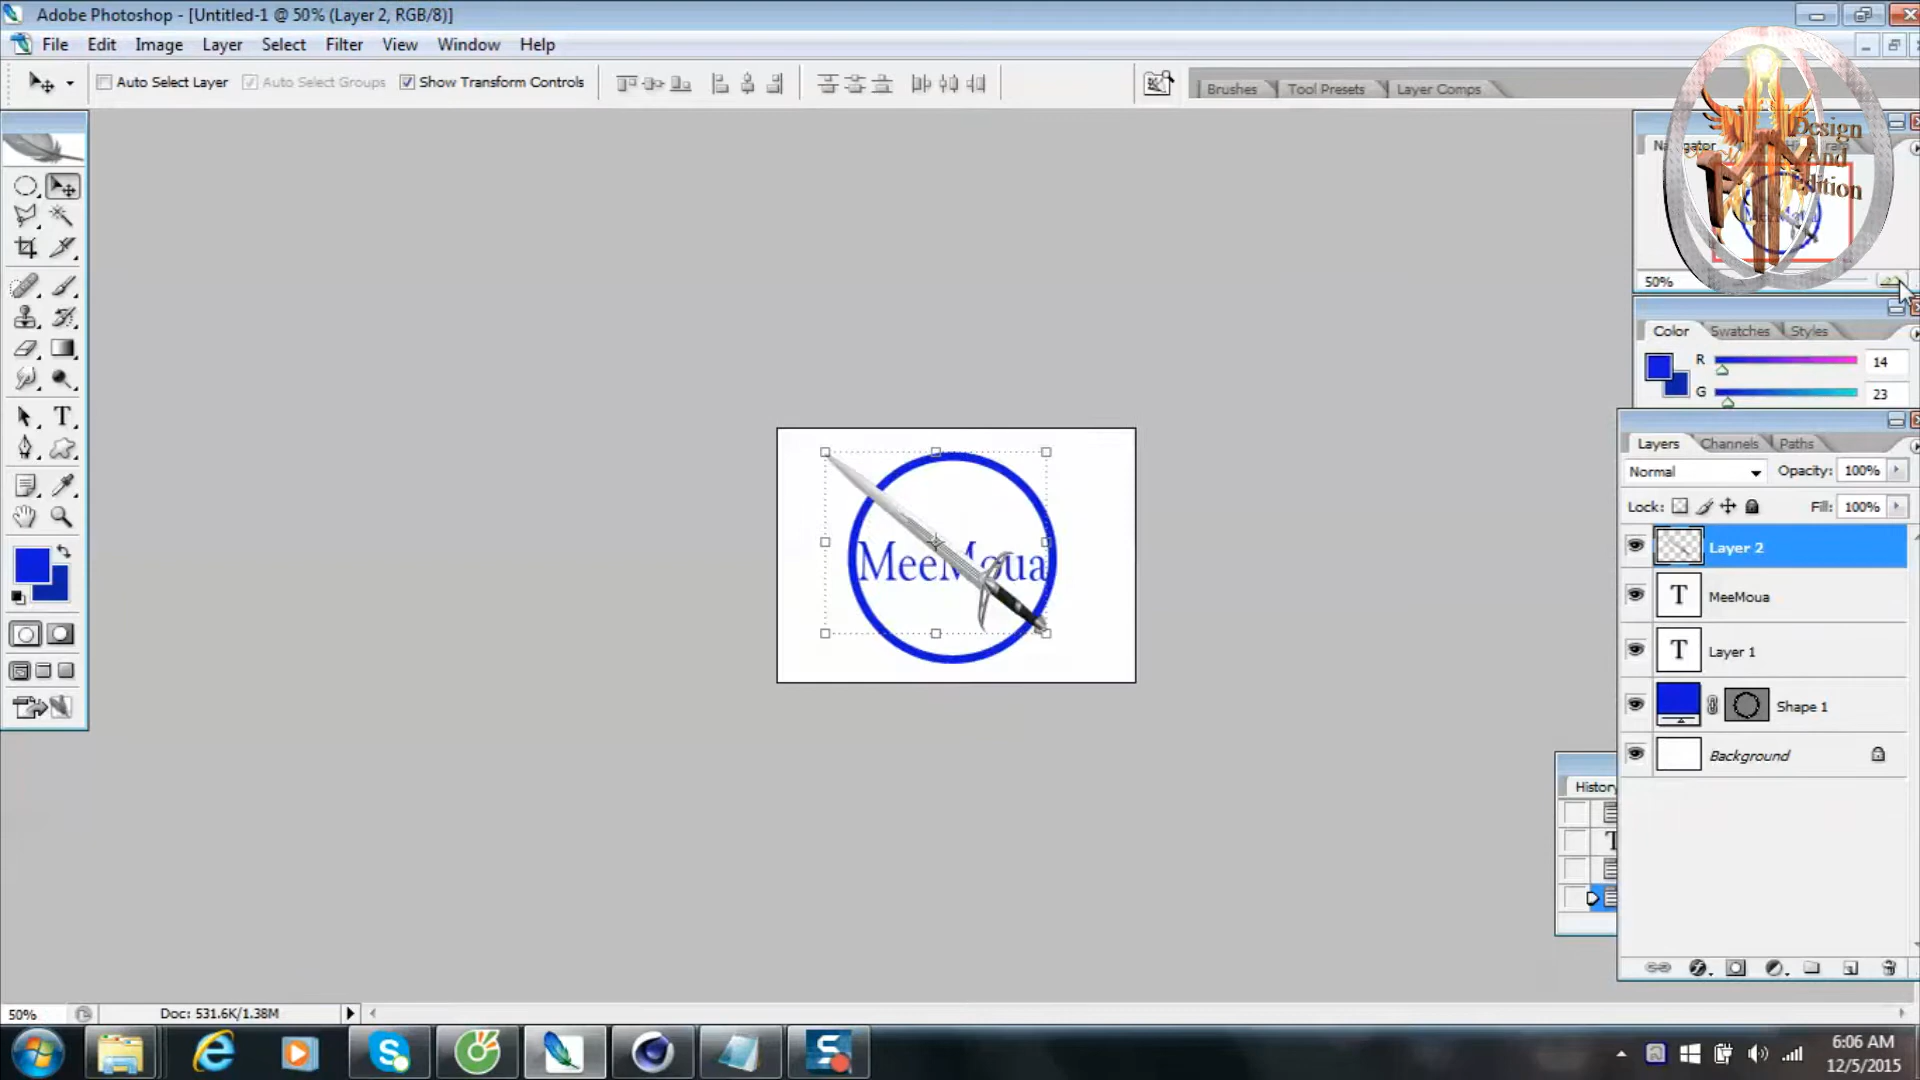 Adobe Photoshop - [Untitled-1 @ 50% (Layer 2, RGB/8)]
File Edit Image Layer Select Filter View Window Help
Auto Select Layer Auto Select Groups Show Transform Controls
Brushes Tool Presets Layer Comps
Design
And
Edition
50%
Color Swatches Styles
R 14
G 23
Layers Channels Paths
Normal Opacity: 100%
Lock: Fill: 100%
Layer 2
T MeeMoua
T Layer 1
Shape 1
Background
History
MeeMoua
50% Doc: 531.6K/1.38M
6:06 AM
12/5/2015